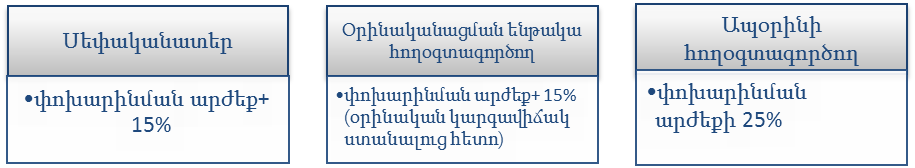 Սեփականատեր
•փոխարինման արժեք+
15%
Օրինականացման ենթակա
հողօգտագործող
•փոխարինման արժեք+ 15%
(օրինական կարգավիճակ
ստանալուց հետո)
Ապօրինի
հողօգտագործող
•փոխարինման
արժեքի 25%